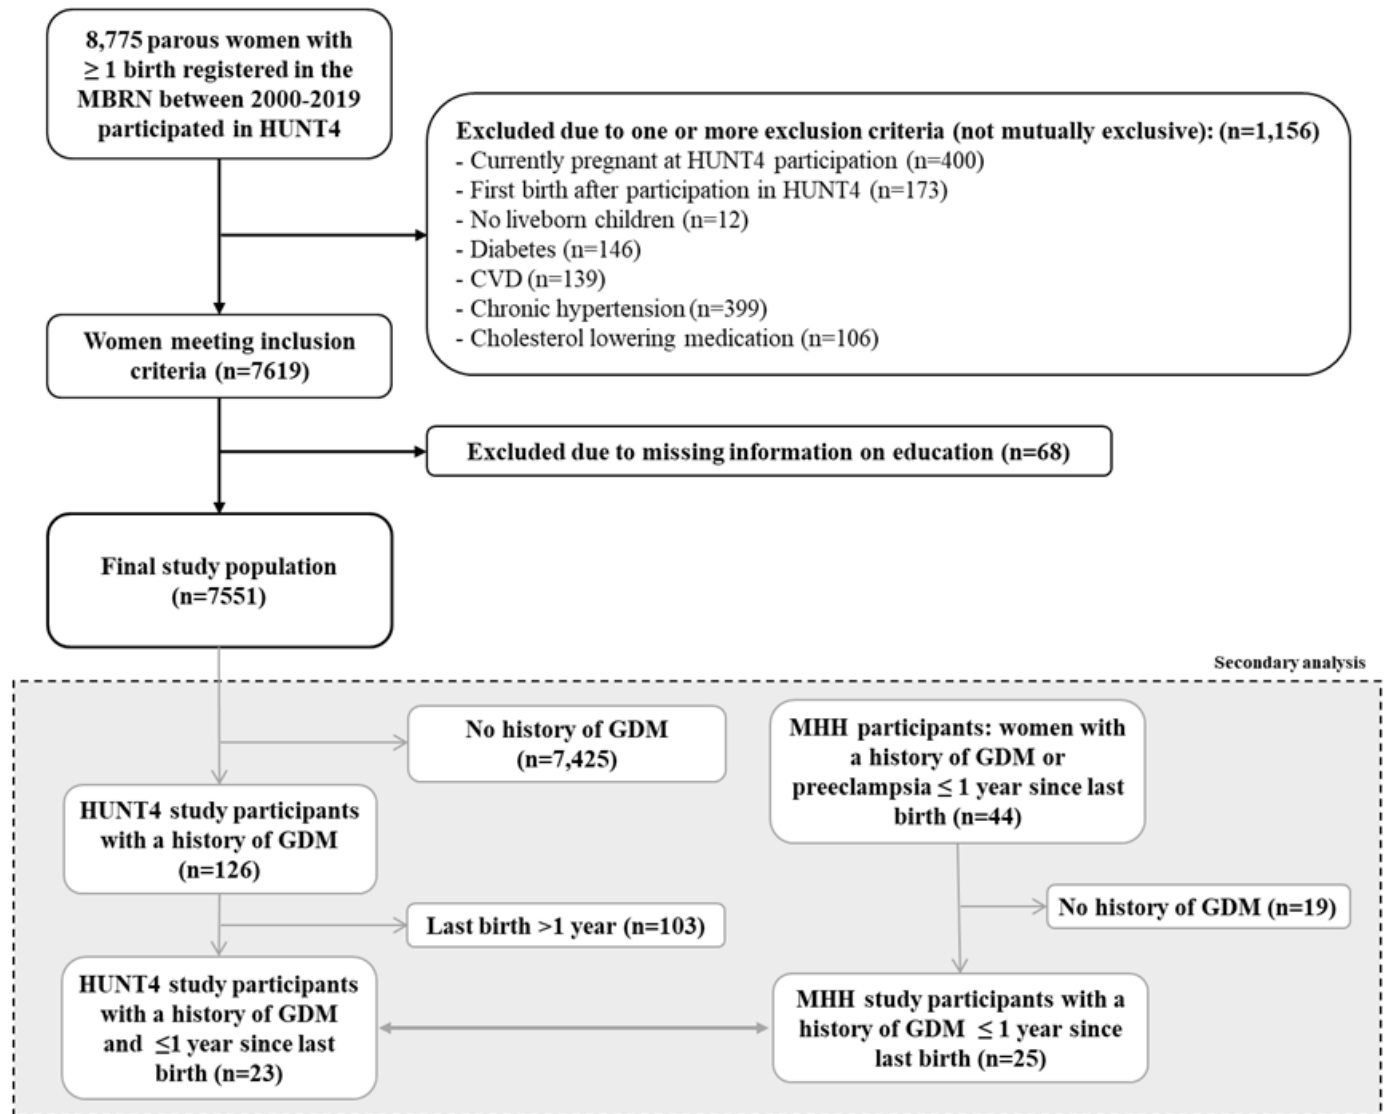 8,775 parous women with
≥ 1 birth registered in the
MBRN between 2000-2019
participated in HUNT4
Excluded due to one or more exclusion criteria (not mutually exclusive): (n=1,156)
- Currently pregnant at HUNT4 participation (n=400)
- First birth after participation in HUNT4 (n=173)
- No liveborn children (n=12)
- Diabetes (n=146)
- CVD (n=139)
- Chronic hypertension (n=399)
- Cholesterol lowering medication (n=106)
Women meeting inclusion
criteria (n=7619)
Excluded due to missing information on education (n=68)
Final study population
(n=7551)
Secondary analysis
No history of GDM
(n=7,425)
MHH participants: women with
a history of GDM or
preeclampsia ≤ 1 year since last
birth (n=44)
HUNT4 study participants
with a history of GDM
(n=126)
No history of GDM (n=19)
Last birth >1 year (n=103)
HUNT4 study participants
with a history of GDM
and ≤1 year since last
birth (n=23)
MHH study participants with a
history of GDM ≤ 1 year since
last birth (n=25)